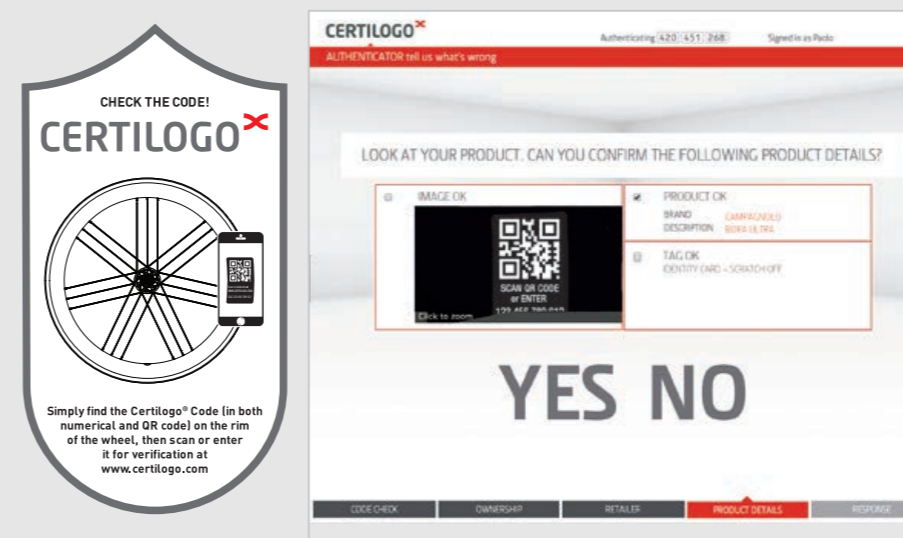 CHECK THE CODE!
CERTILOGO
Simply find the Certilogo® Code (in both
numerical and QR code) on the rim
of the wheel, then scan or enter
it for verification at
www.certilogo.com
CERTILOGO
Authenticating 420 451 268
Signed in as Paolo
AUTHENTICATOR tell us what's wrong
LOOK AT YOUR PRODUCT. CAN YOU CONFIRM THE FOLLOWING PRODUCT DETAILS?
IMAGE OK
SCAN QR CODE
or ENTER
Click to zoom
PRODUCT OK
BRAND CAMPAGNOLO
DESCRIPTION BORA ULTRA
TAG OK
IDENTITY CARD - SCRATCH OFF
YES NO
CODE CHECK
OWNERSHIP
RETAILER
PRODUCT DETAILS
RESPONSE